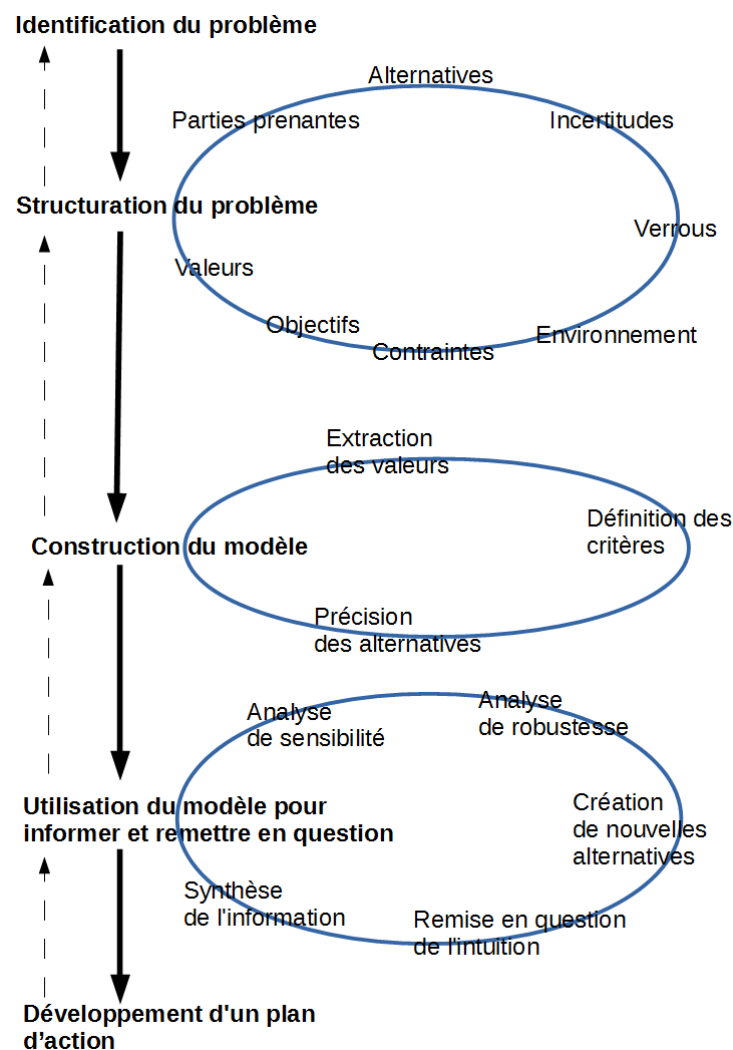 Identification du problème
Alternatives
Parties prenantes
Incertitudes
Structuration du problème
Verrous
Valeurs
Objectifs
Contraintes
Environnement
Extraction
des valeurs
Définition des
critères
Construction du modèle
Précision
des alternatives
Analyse
de sensibilité
Analyse
de robustesse
Utilisation du modèle pour
informer et remettre en question
Création
de nouvelles
alternatives
Synthèse
de l'information
Remise en question
de l'intuition
Développement d'un plan
d’action